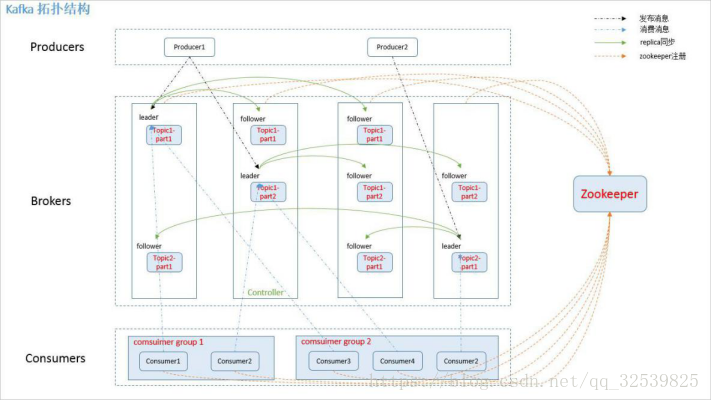 Kafka 拓扑结构
发布消息
消费消息
replica同步
zookeeper注册
Producers
Producer1
Producer2
Brokers
leader
Topic1-
part1
follower
Topic1-
part1
follower
Topic1-
part1
leader
Topic1-
part2
follower
Topic1-
part2
follower
Topic1-
part2
follower
Topic2-
part1
follower
Topic2-
part1
leader
Topic2-
part1
Controller
Zookeeper
Consumers
comsuimer group 1
Consumer1
Consumer2
comsuimer group 2
Consumer3
Consumer4
Consumer2
https://blog.csdn.net/qq_32539825